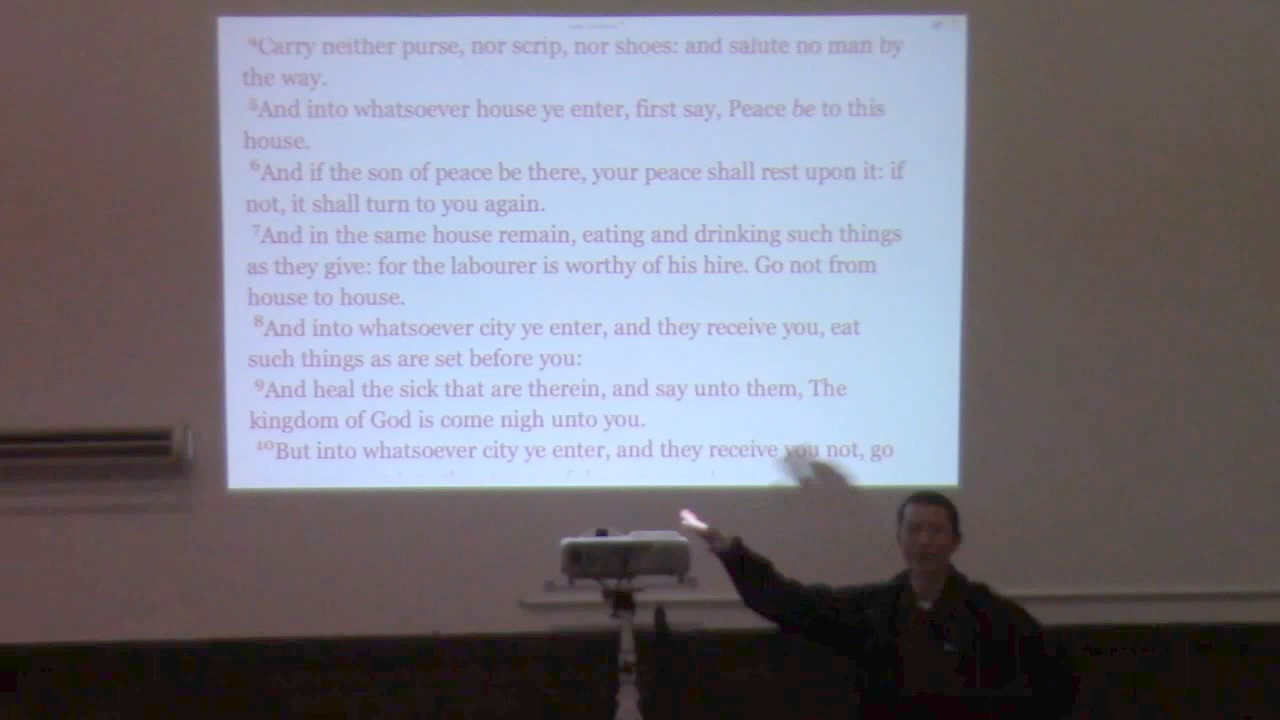 ⁴Carry neither purse, nor scrip, nor shoes: and salute no man by
the way.
⁵And into whatsoever house ye enter, first say, Peace be to this
house.
⁶And if the son of peace be there, your peace shall rest upon it: if
not, it shall turn to you again.
⁷And in the same house remain, eating and drinking such things
as they give: for the labourer is worthy of his hire. Go not from
house to house.
⁸And into whatsoever city ye enter, and they receive you, eat
such things as are set before you:
⁹And heal the sick that are therein, and say unto them, The
kingdom of God is come nigh unto you.
¹⁰But into whatsoever city ye enter, and they receive you not, go